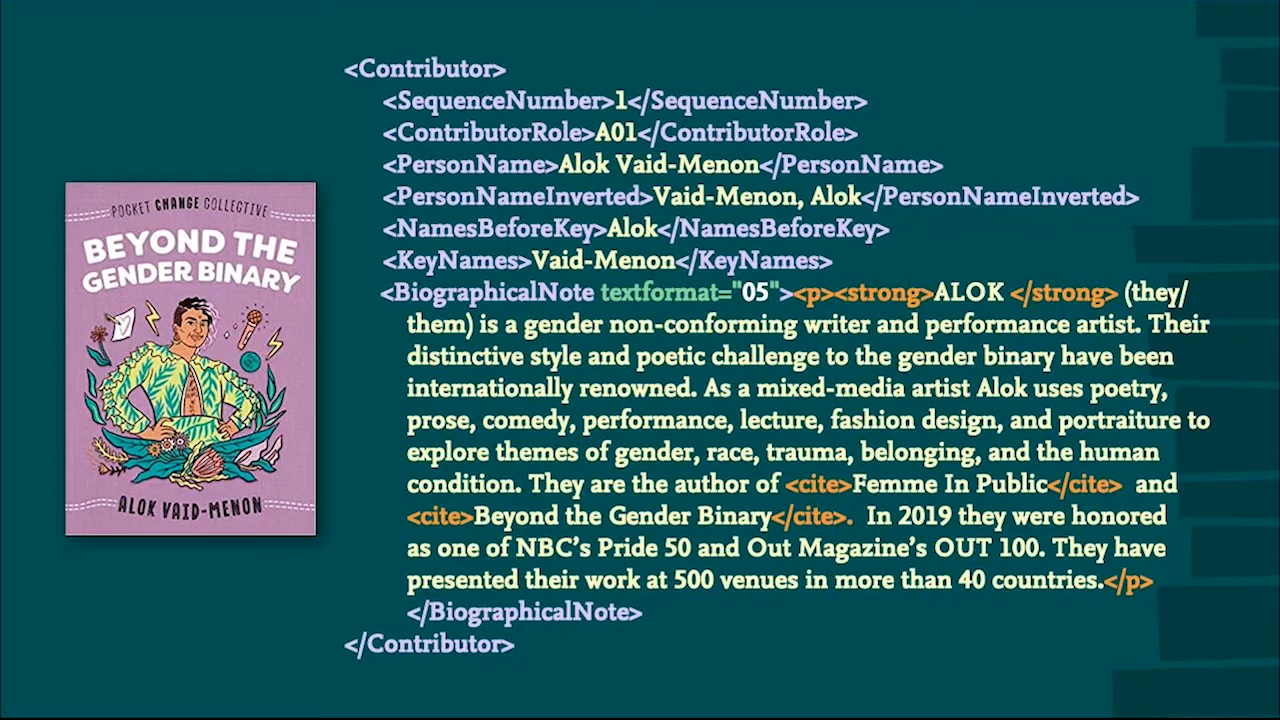 POCKET CHANGE COLLECTIVE
BEYOND THE
GENDER BINARY
ALOK VAID-MENON
<Contributor>
<SequenceNumber>1</SequenceNumber>
<ContributorRole>A01</ContributorRole>
<PersonName>Alok Vaid-Menon</PersonName>
<PersonNameInverted>Vaid-Menon, Alok</PersonNameInverted>
<NamesBeforeKey>Alok</NamesBeforeKey>
<KeyNames>Vaid-Menon</KeyNames>
<BiographicalNote textformat="05"><p><strong>ALOK </strong> (they/
them) is a gender non-conforming writer and performance artist. Their
distinctive style and poetic challenge to the gender binary have been
internationally renowned. As a mixed-media artist Alok uses poetry,
prose, comedy, performance, lecture, fashion design, and portraiture to
explore themes of gender, race, trauma, belonging, and the human
condition. They are the author of <cite>Femme In Public</cite>  and
<cite>Beyond the Gender Binary</cite>.  In 2019 they were honored
as one of NBC’s Pride 50 and Out Magazine’s OUT 100. They have
presented their work at 500 venues in more than 40 countries.</p>
</BiographicalNote>
</Contributor>